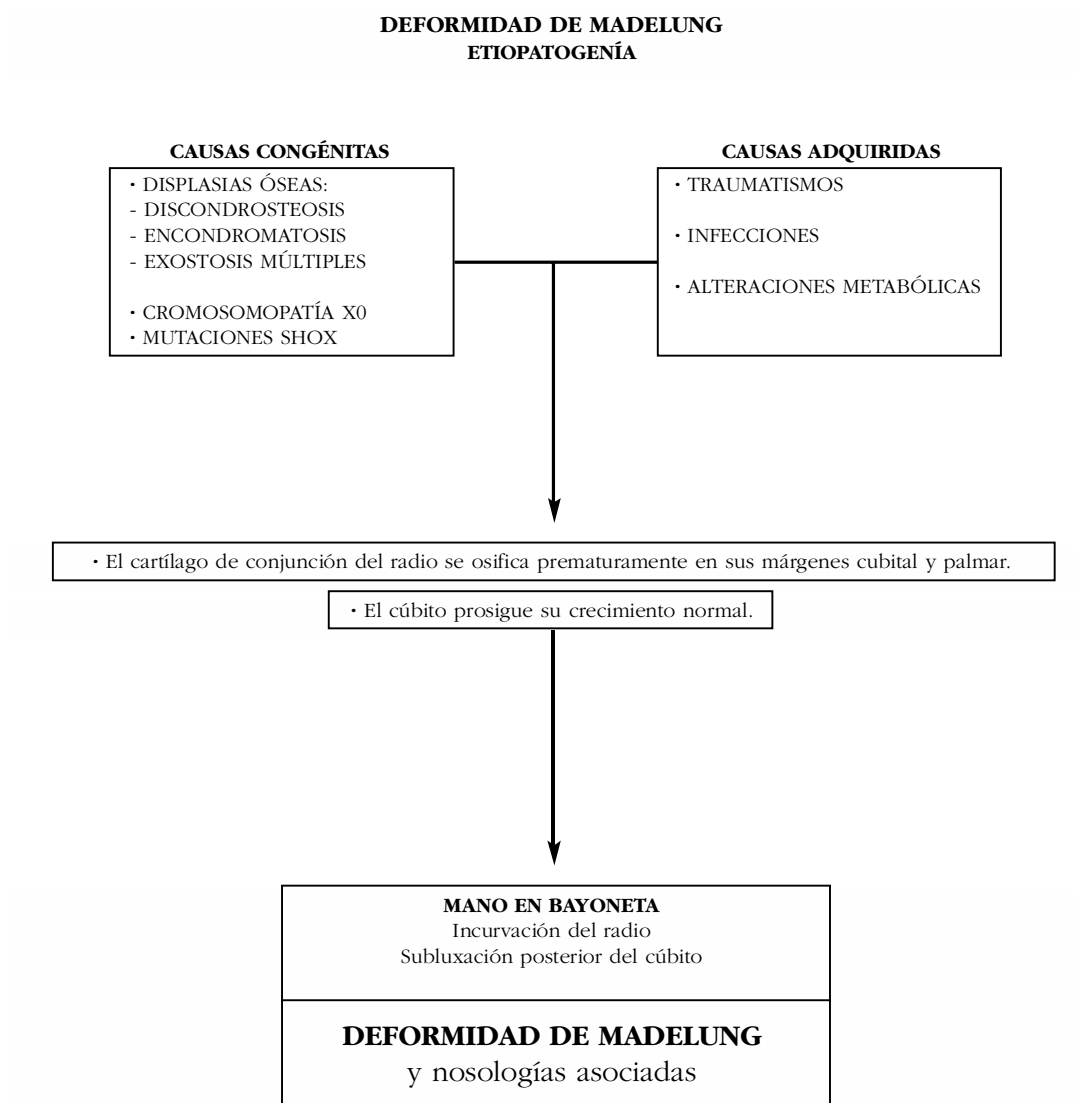 DEFORMIDAD DE MADELUNG
ETIOPATOGENÍA
CAUSAS CONGÉNITAS
• DISPLASIAS ÓSEAS:
- DISCONDROSTEOSIS
- ENCONDROMATOSIS
- EXOSTOSIS MÚLTIPLES
• CROMOSOMOPATÍA X0
• MUTACIONES SHOX
CAUSAS ADQUIRIDAS
• TRAUMATISMOS
• INFECCIONES
• ALTERACIONES METABÓLICAS
• El cartílago de conjunción del radio se osifica prematuramente en sus márgenes cubital y palmar.
• El cúbito prosigue su crecimiento normal.
MANO EN BAYONETA
Incurvación del radio
Subluxación posterior del cúbito
DEFORMIDAD DE MADELUNG
y nosologías asociadas